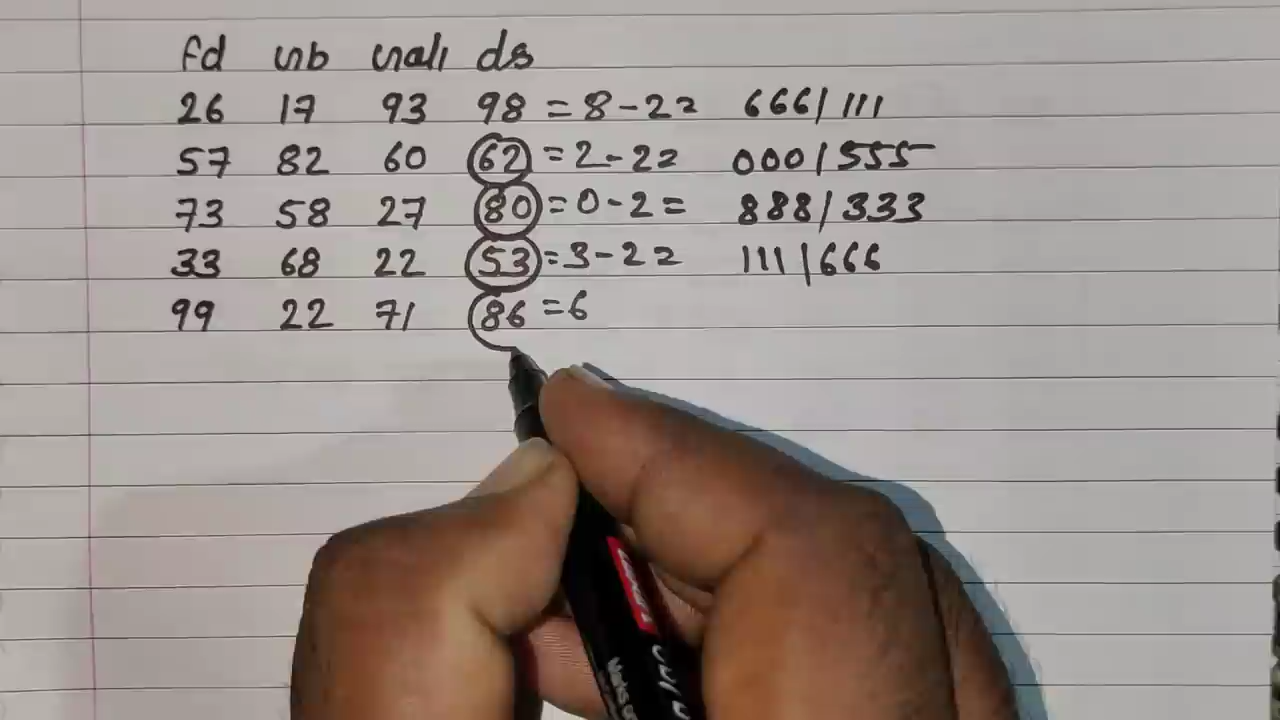 fd gb gali ds
26 17 93 98 = 8 - 2 = 666/111
57 82 60 62 = 2 - 2 = 000/555
73 58 27 80 = 0 - 2 = 888/333
33 68 22 53 = 3 - 2 = 111/666
99 22 71 86 = 6